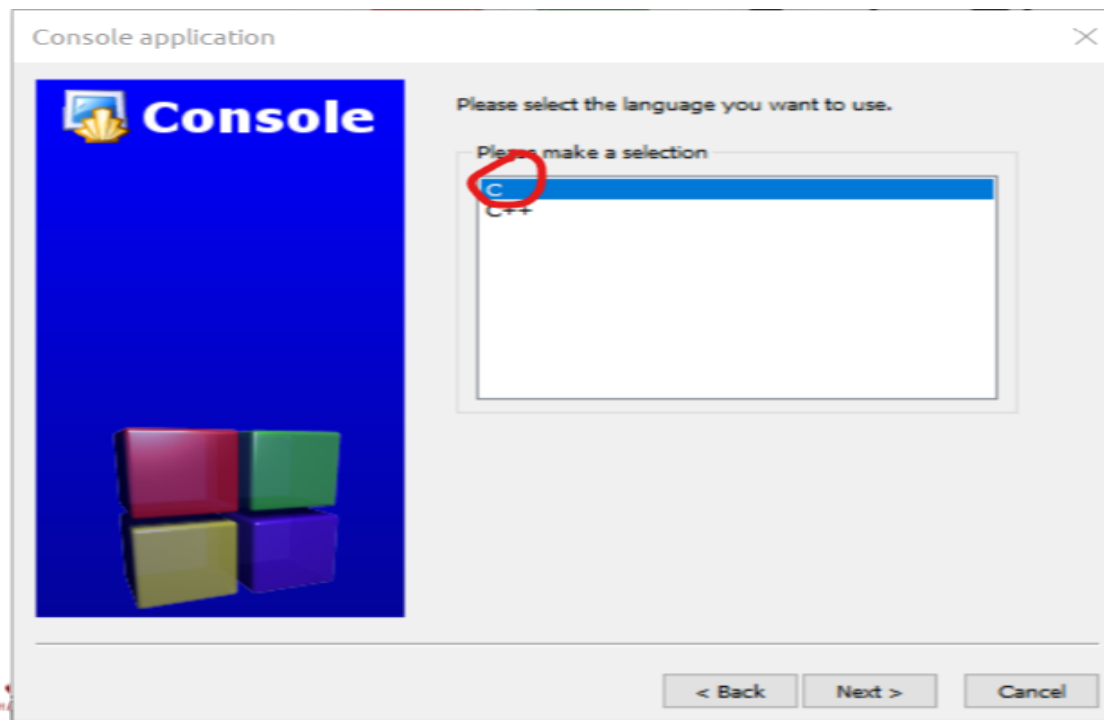 Console application
Console
Please select the language you want to use.
Please make a selection
C
C++
< Back Next > Cancel